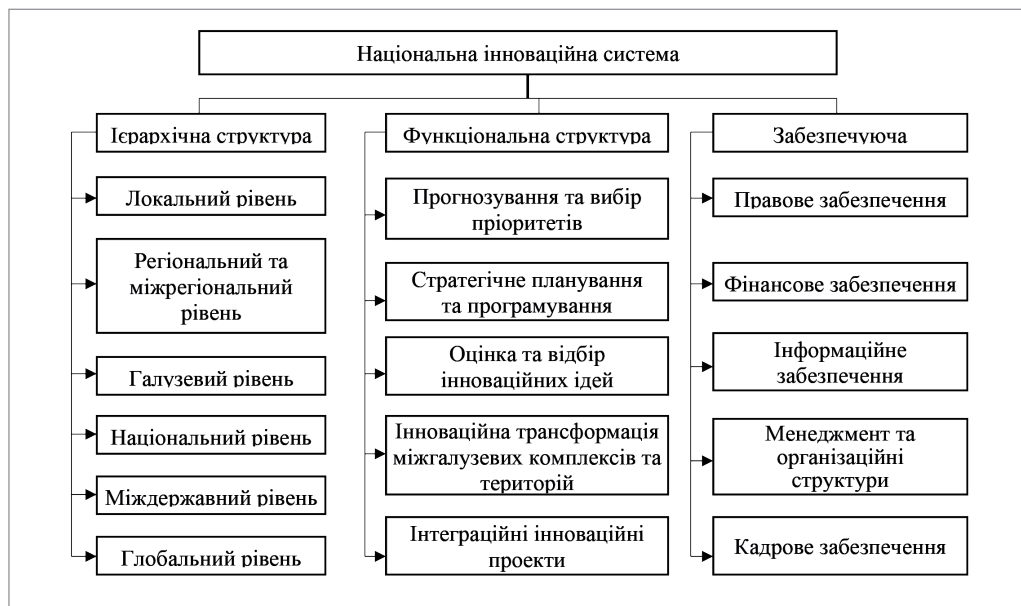 Національна інноваційна система
Ієрархічна структура
Локальний рівень
Регіональний та
міжрегіональний
рівень
Галузевий рівень
Національний рівень
Міждержавний рівень
Глобальний рівень
Функціональна структура
Прогнозування та вибір
пріоритетів
Стратегічне планування
та програмування
Оцінка та відбір
інноваційних ідей
Інноваційна трансформація
міжгалузевих комплексів та
територій
Інтеграційні інноваційні
проекти
Забезпечуюча
Правове забезпечення
Фінансове забезпечення
Інформаційне
забезпечення
Менеджмент та
організаційні
структури
Кадрове забезпечення